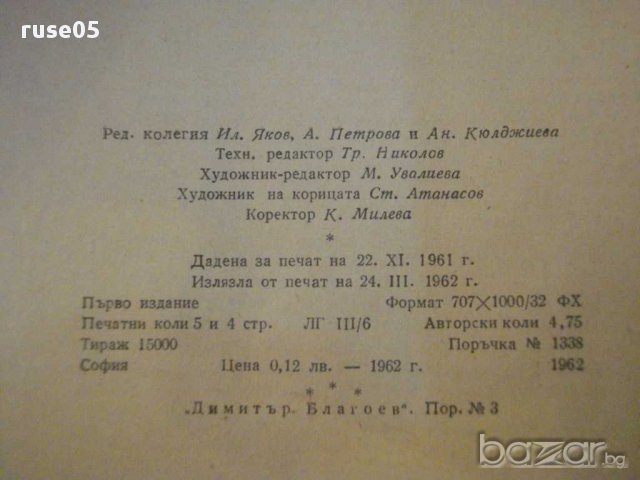 ruse05
Ред. колегия Ил. Яков, А. Петрова и Ан. Кюлджиева
Техн. редактор Тр. Николов
Художник-редактор М. Увалиева
Художник на корицата Ст. Атанасов
Коректор К. Милева
*
Дадена за печат на 22. XI. 1961 г.
Излязла от печат на 24. III. 1962 г.
Първо издание Формат 707×1000/32 ФХ
Печатни коли 5 и 4 стр. ЛГ III/6 Авторски коли 4,75
Тираж 15000 Поръчка № 1338
София Цена 0,12 лв. — 1962 г. 1962
* * *
„Димитър Благоев“. Пор. № 3
bazar.bg